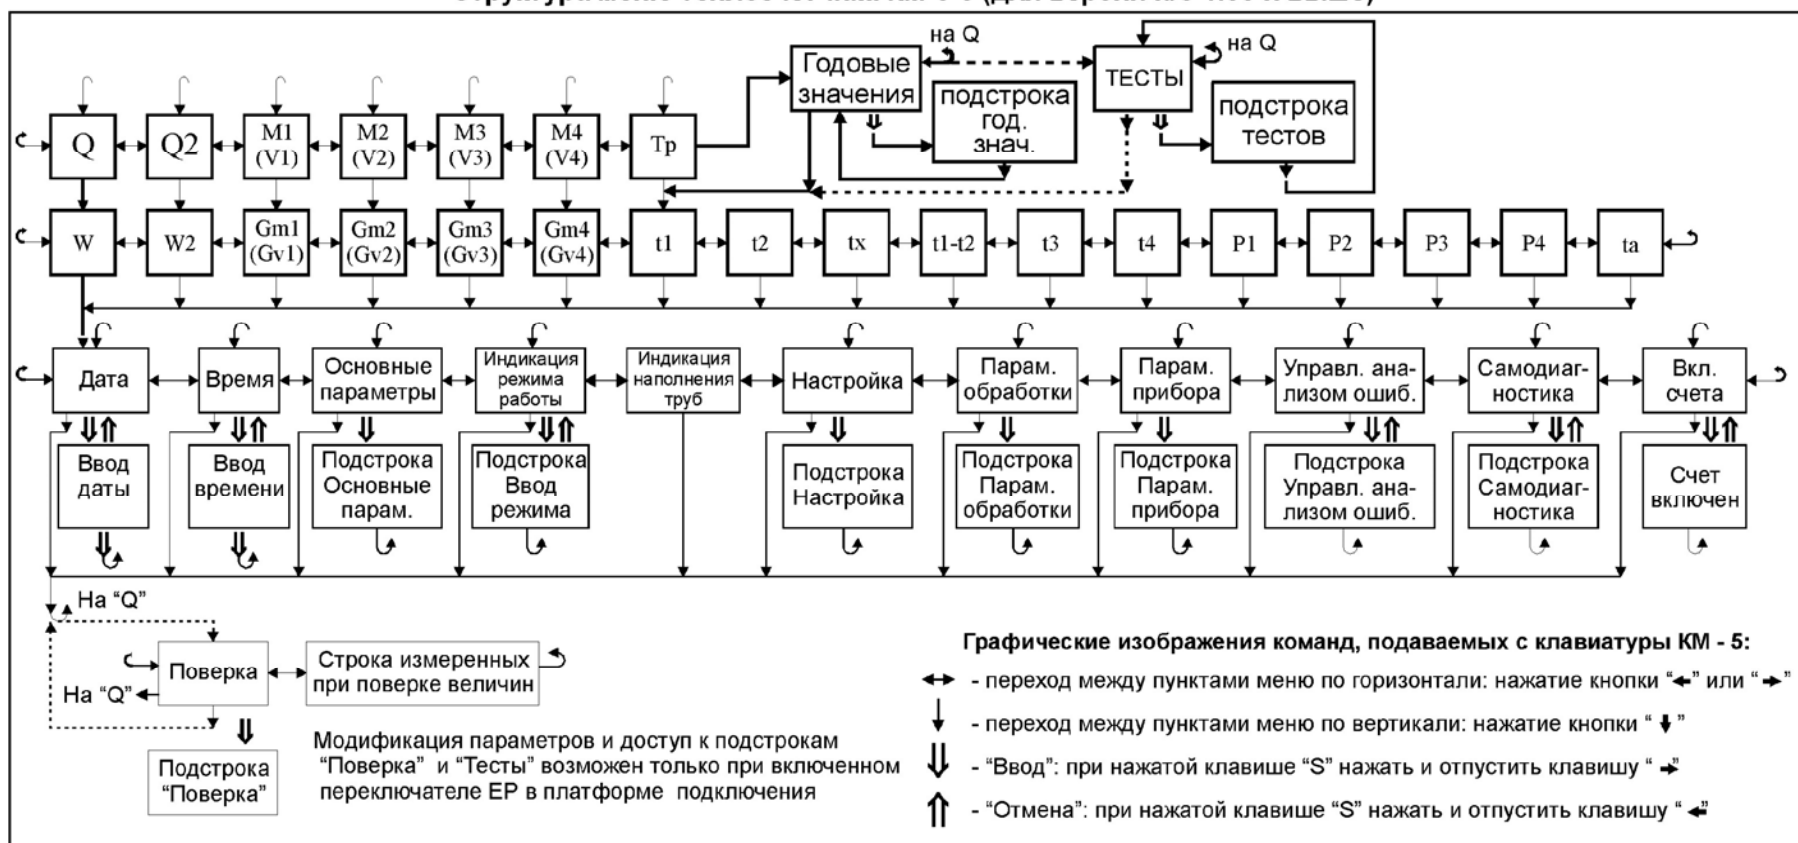 на Q
на Q
Годовые
значения
ТЕСТЫ
подстрока
год.
знач.
подстрока
тестов
Q
Q2
M1
(V1)
M2
(V2)
M3
(V3)
M4
(V4)
Тр
W
W2
Gm1
(Gv1)
Gm2
(Gv2)
Gm3
(Gv3)
Gm4
(Gv4)
t1
t2
tx
t1-t2
t3
t4
P1
P2
P3
P4
ta
Дата
Время
Основные
параметры
Индикация
режима
работы
Индикация
наполнения
труб
Настройка
Парам.
обработки
Парам.
прибора
Управл. ана-
лизом ошиб.
Самодиаг-
ностика
Вкл.
счета
Ввод
даты
Ввод
времени
Подстрока
Основные
парам.
Подстрока
Ввод
режима
Подстрока
Настройка
Подстрока
Парам.
обработки
Подстрока
Парам.
прибора
Подстрока
Управл. ана-
лизом ошиб.
Подстрока
Самодиаг-
ностика
Счет
включен
На “Q”
Поверка
Строка измеренных
при поверке величин
На “Q”
Подстрока
“Поверка”
Модификация параметров и доступ к подстрокам
“Поверка” и “Тесты” возможен только при включенном
переключателе ЕР в платформе подключения
Графические изображения команд, подаваемых с клавиатуры КМ - 5:
↔ - переход между пунктами меню по горизонтали: нажатие кнопки “←” или “→”
↓ - переход между пунктами меню по вертикали: нажатие кнопки “↓”
⇓ - “Ввод”: при нажатой клавише “S” нажать и отпустить клавишу “→”
⇑ - “Отмена”: при нажатой клавише “S” нажать и отпустить клавишу “←”